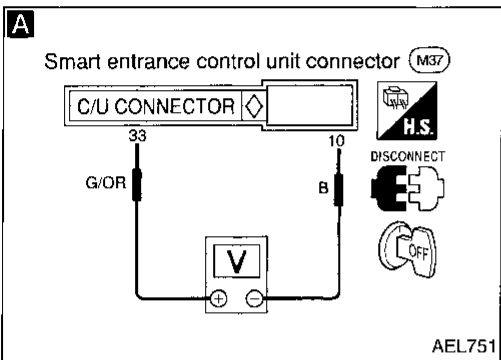 A
Smart entrance control unit connector M37
C/U CONNECTOR
33 10
H.S.
DISCONNECT
G/OR B
V
OFF
+ −
AEL751